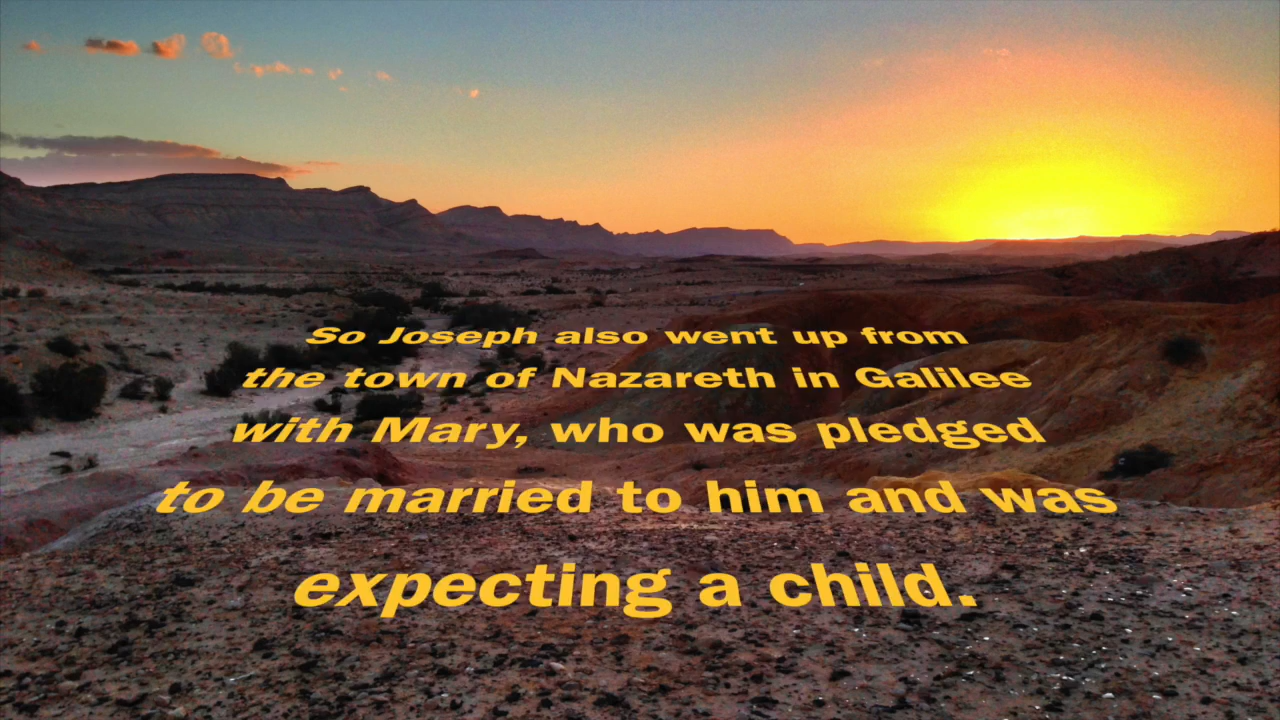 So Joseph also went up from
the town of Nazareth in Galilee
with Mary, who was pledged
to be married to him and was
expecting a child.